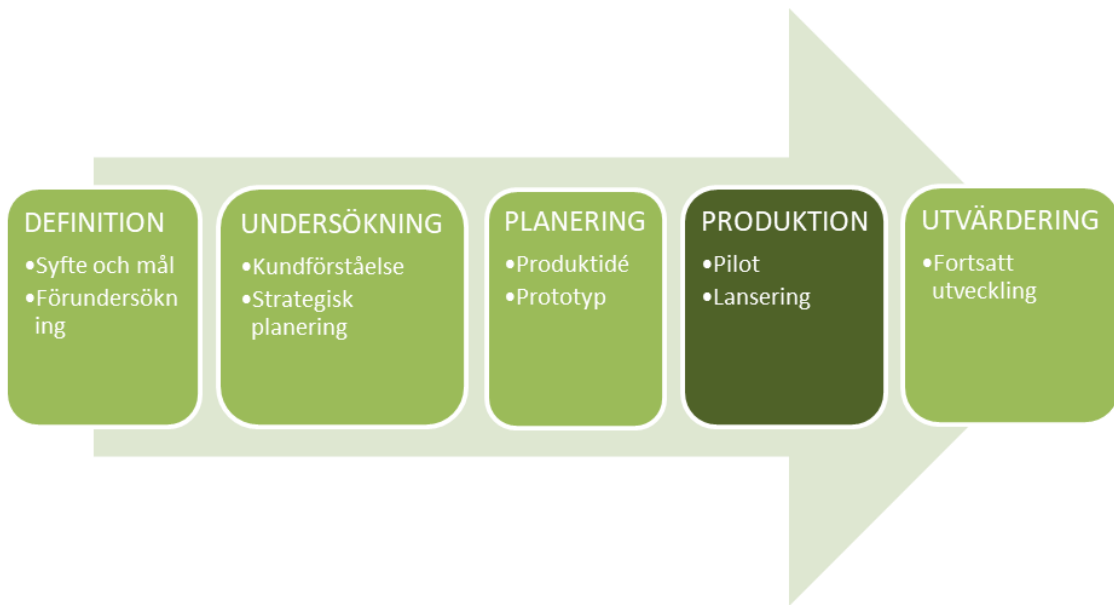 DEFINITION
•Syfte och mål
•Förundersökn
ing
UNDERSÖKNING
•Kundförståelse
•Strategisk
planering
PLANERING
•Produktidé
•Prototyp
PRODUKTION
•Pilot
•Lansering
UTVÄRDERING
•Fortsatt
utveckling